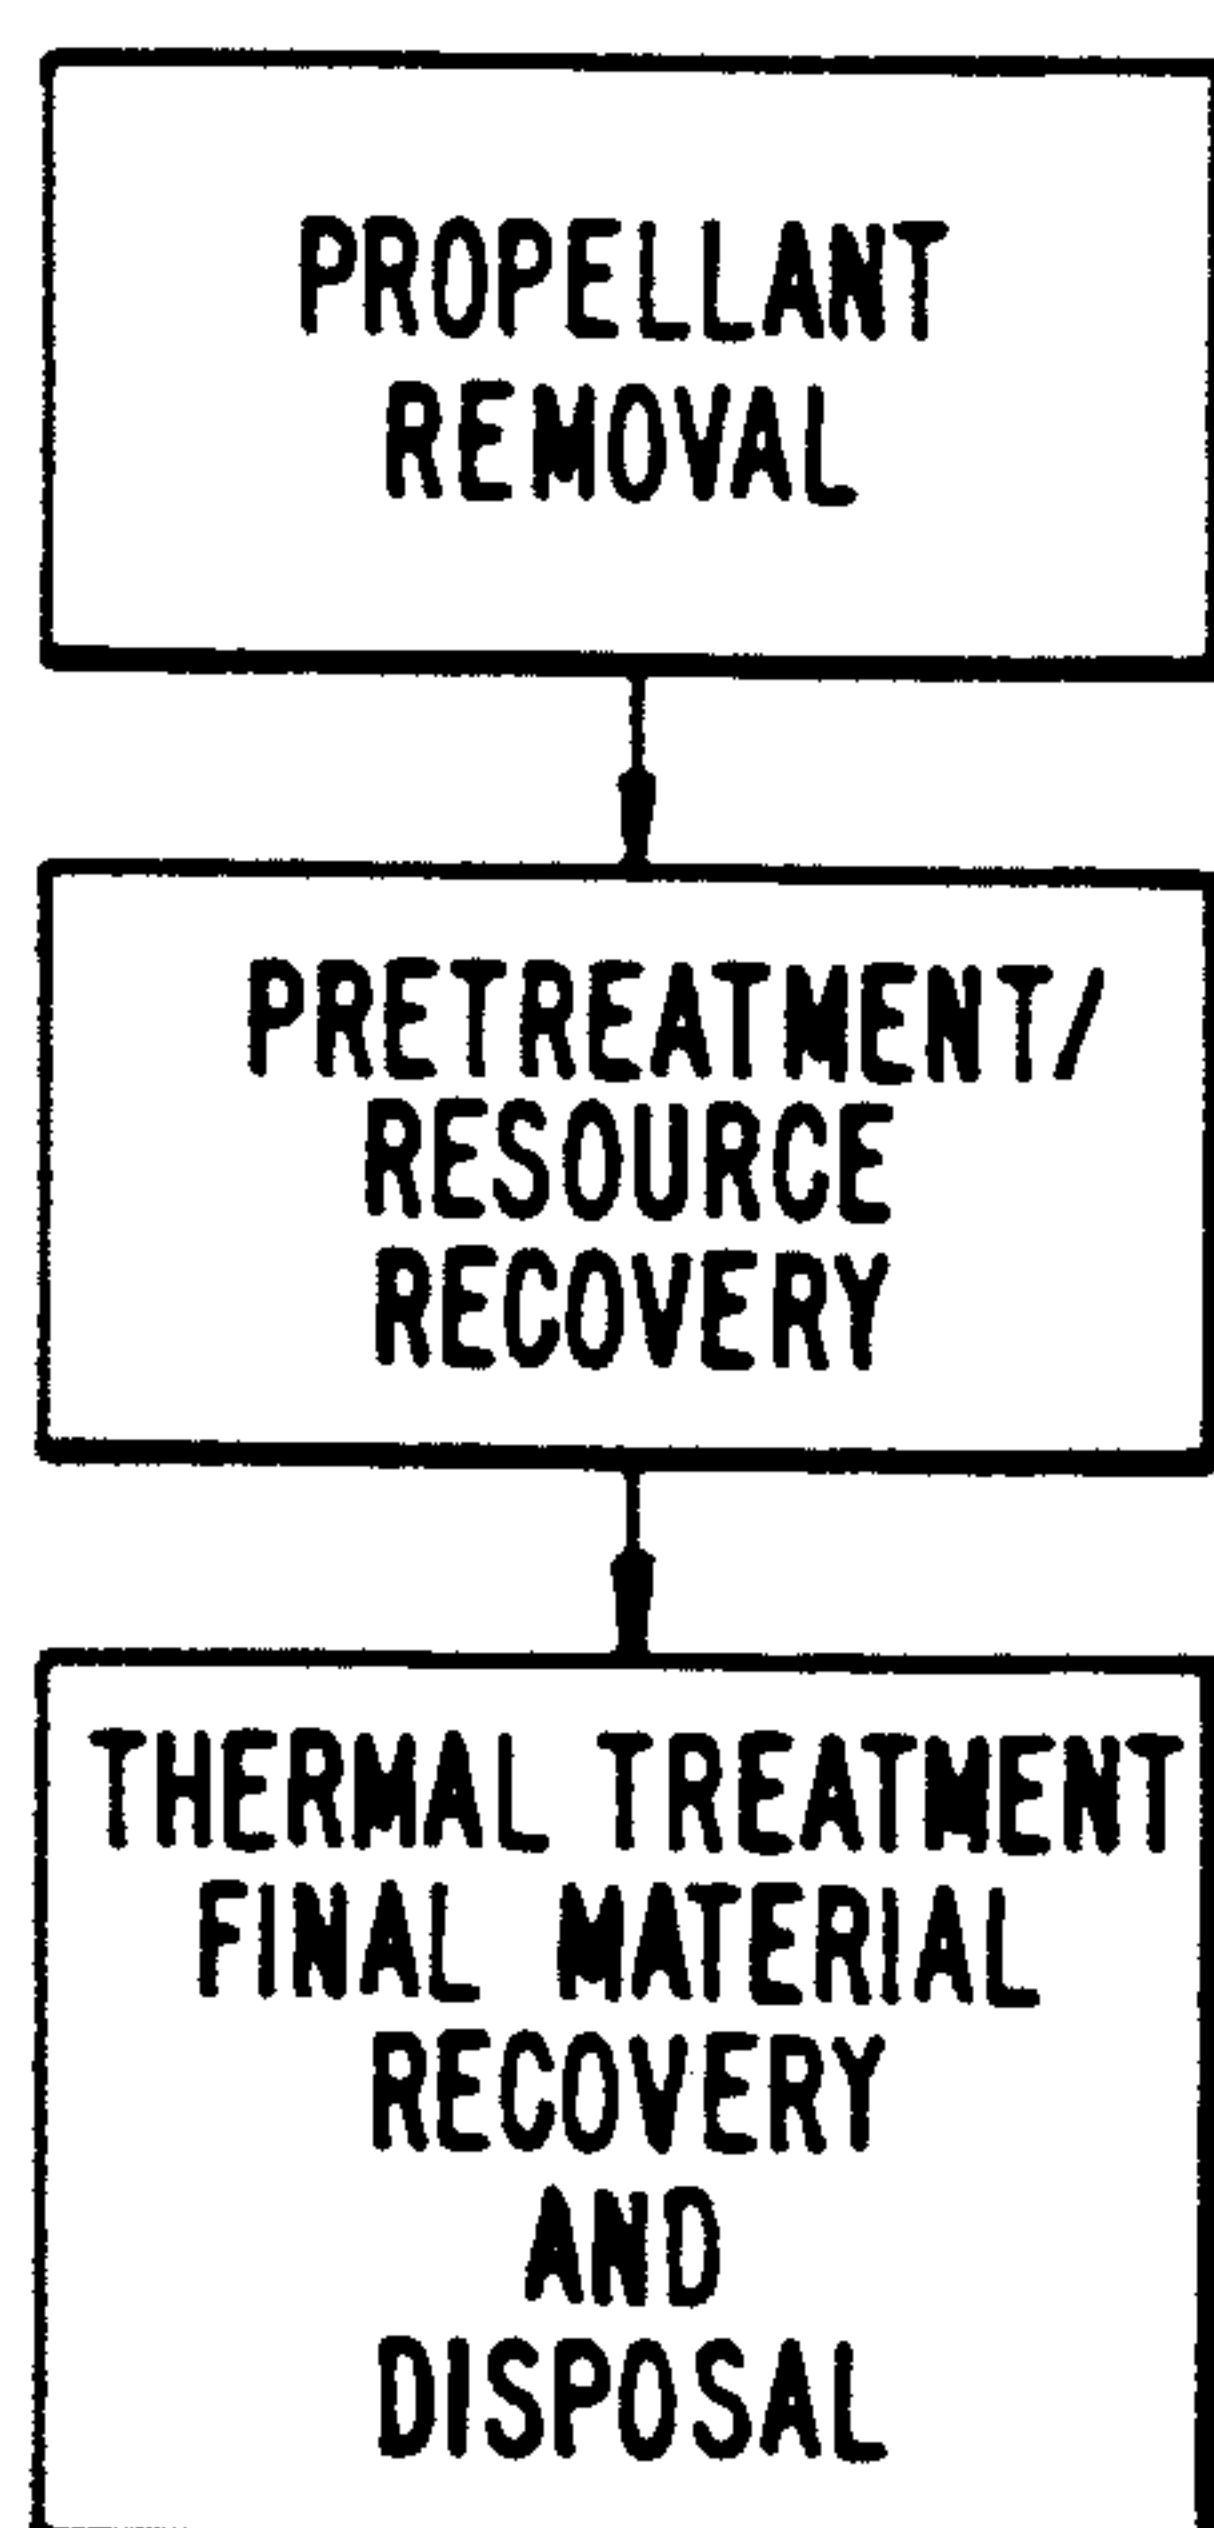 PROPELLANT
REMOVAL
PRETREATMENT/
RESOURCE
RECOVERY
THERMAL TREATMENT
FINAL MATERIAL
RECOVERY
AND
DISPOSAL